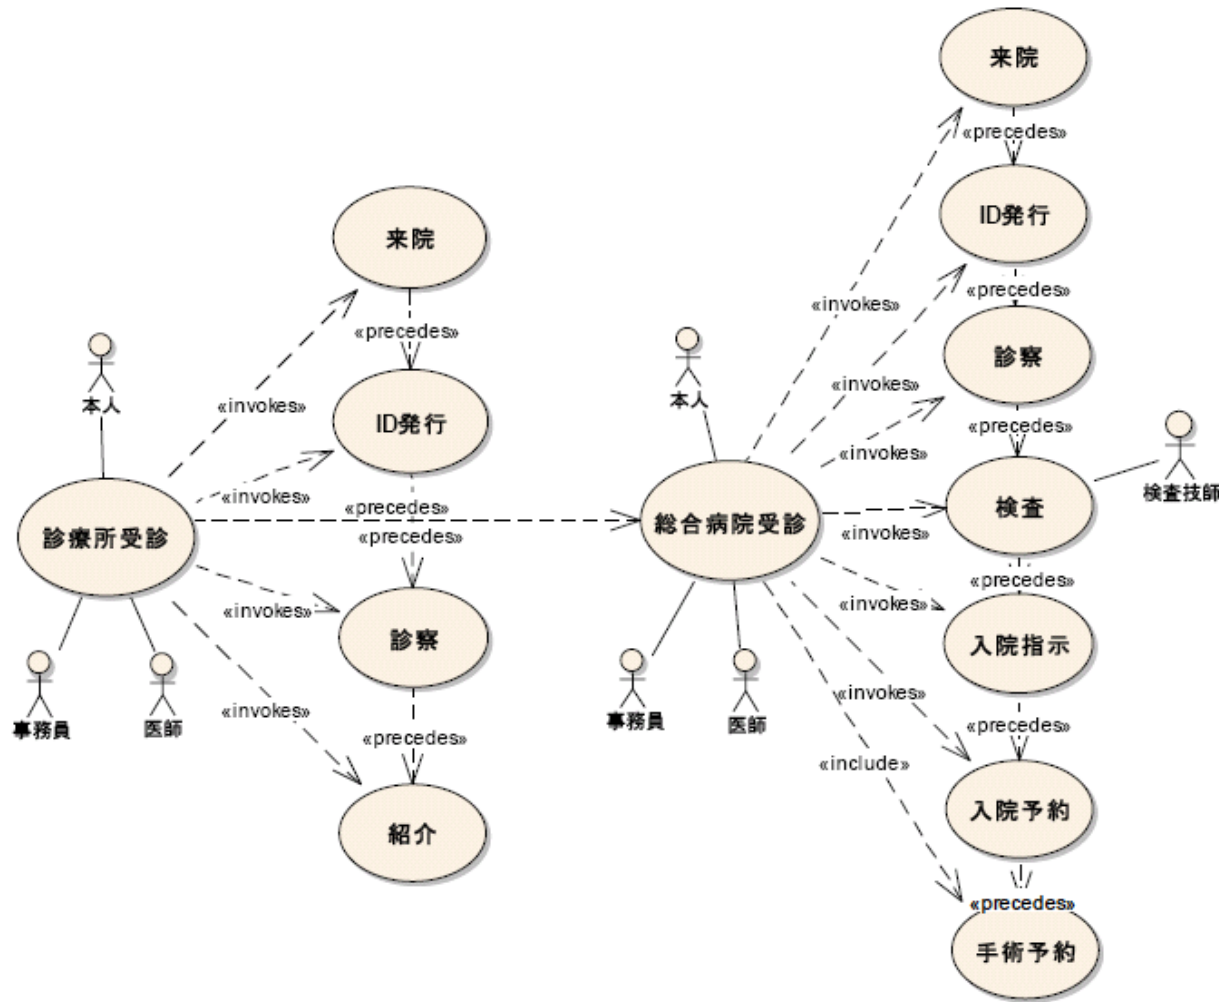 来院
«precedes»
ID発行
«precedes»
診察
«precedes»
検査
検査技師
«precedes»
入院指示
«precedes»
入院予約
«precedes»
手術予約
«invokes»
«invokes»
«invokes»
«invokes»
«invokes»
«invokes»
«include»
本人
総合病院受診
事務員
医師
来院
«precedes»
ID発行
«precedes»
«precedes»
診察
«precedes»
紹介
«invokes»
«invokes»
«invokes»
«invokes»
本人
診療所受診
事務員
医師